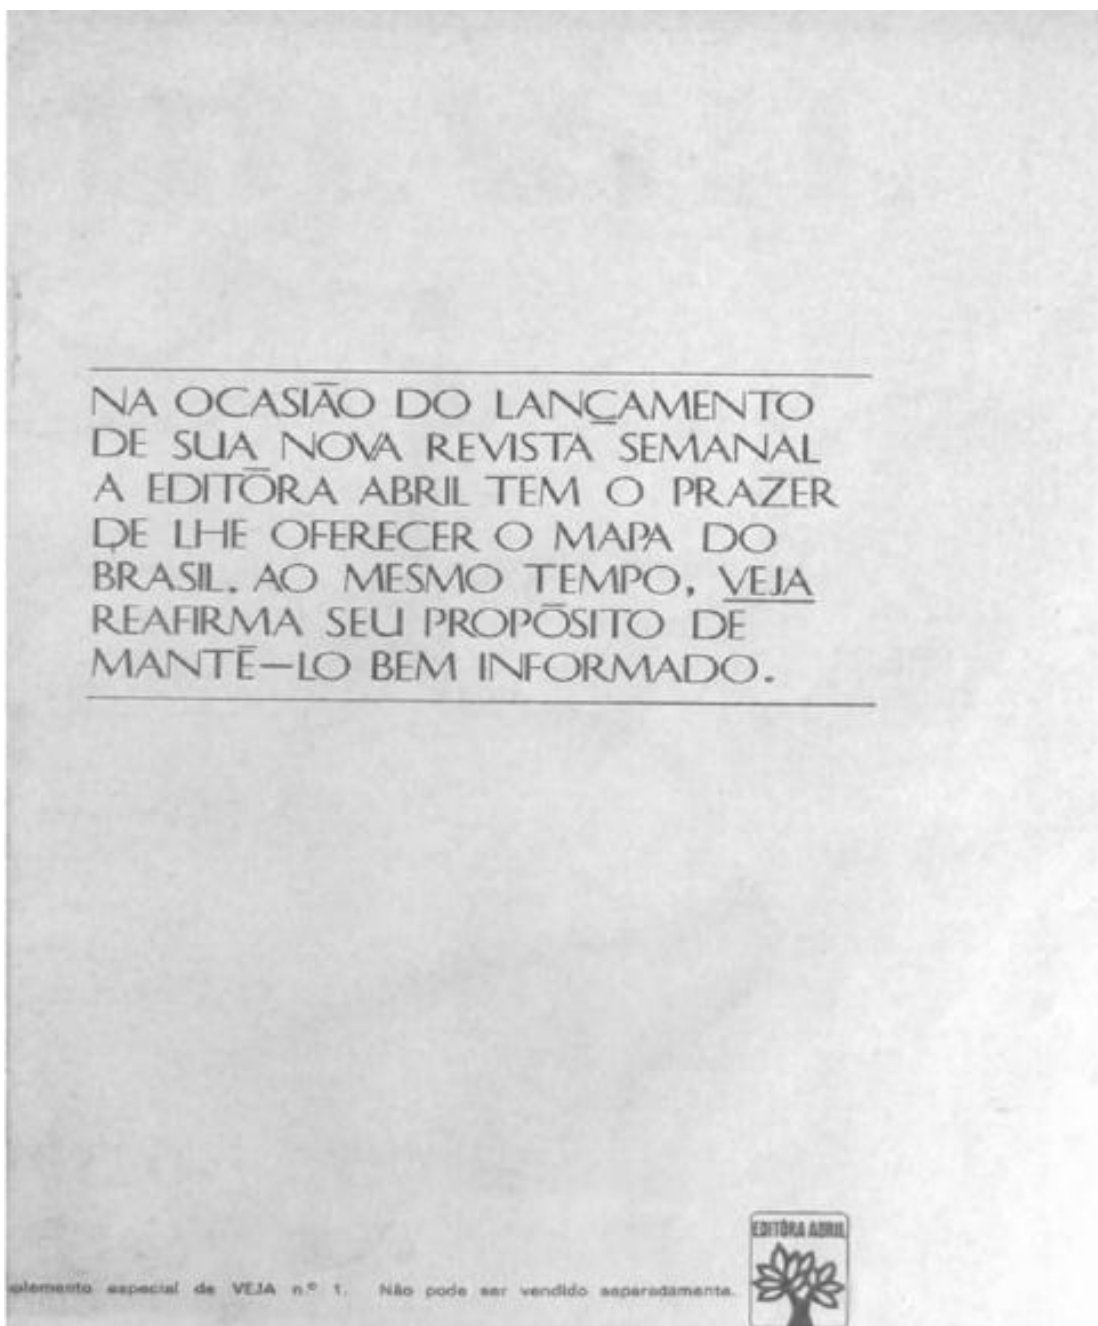 NA OCASIÃO DO LANÇAMENTO
DE SUA NOVA REVISTA SEMANAL
A EDITÔRA ABRIL TEM O PRAZER
DE LHE OFERECER O MAPA DO
BRASIL. AO MESMO TEMPO, VEJA
REAFIRMA SEU PROPÓSITO DE
MANTÊ-LO BEM INFORMADO.
EDITÔRA ABRIL
especial de VEJA n.º 1. Não pode ser vendido separadamente.